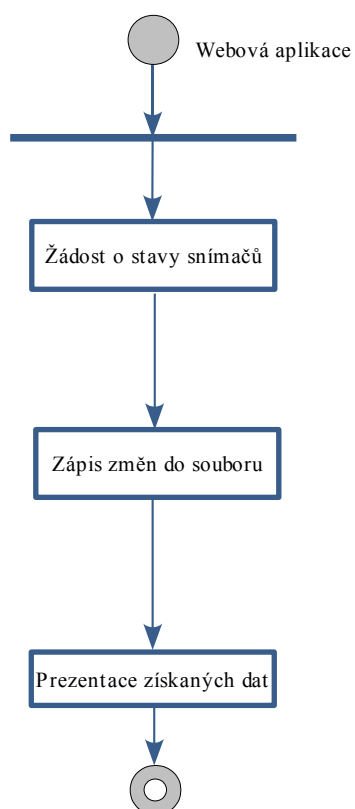 Webová aplikace
Žádost o stavy snímačů
Zápis změn do souboru
Prezentace získaných dat